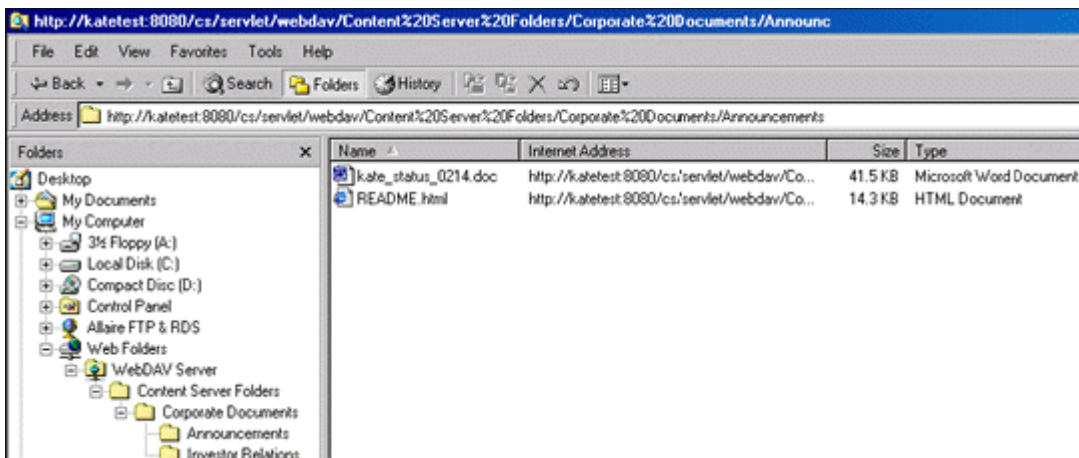 http://katetest:8080/cs/servlet/webdav/Content%20Server%20Folders/Corporate%20Documents/Announc
File Edit View Favorites Tools Help
Back Search Folders History
Address http://katetest:8080/cs/servlet/webdav/Content%20Server%20Folders/Corporate%20Documents/Announcements
Folders x Name Internet Address Size Type
Desktop
kate_status_0214.doc http://katetest:8080/cs/servlet/webdav/Co... 41.5 KB Microsoft Word Document
My Documents
README.html http://katetest:8080/cs/servlet/webdav/Co... 14.3 KB HTML Document
My Computer
3½ Floppy (A:)
Local Disk (C:)
Compact Disc (D:)
Control Panel
Allaire FTP & RDS
Web Folders
WebDAV Server
Content Server Folders
Corporate Documents
Announcements
Investor Relations